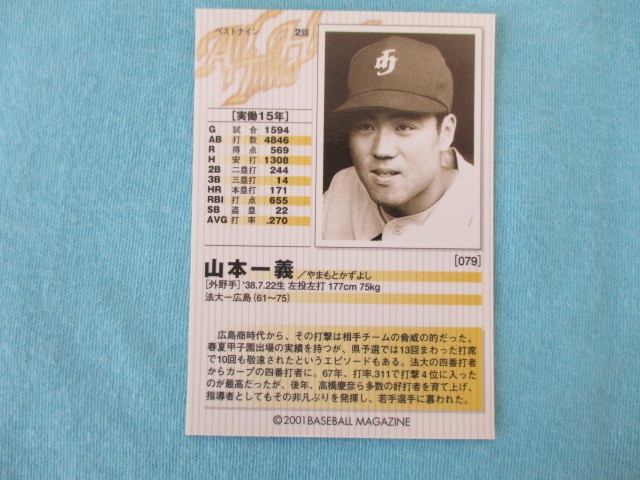 ベストナイン 2回
[実働15年]
G 試合 1594
AB 打数 4846
R 得点 569
H 安打 1308
2B 二塁打 244
3B 三塁打 14
HR 本塁打 171
RBI 打点 655
SB 盗塁 22
AVG 打率 .270
[079]
山本一義／やまもとかずよし
[外野手] '38.7.22生 左投左打 177cm 75kg
法大ー広島(61〜75)
広島商時代から、その打撃は相手チームの脅威の的だった。
春夏甲子園出場の実績を持つが、県予選では13回まわった打席
で10回も敬遠されたというエピソードもある。法大の四番打者
からカープの四番打者に。67年、打率.311で打撃4位に入った
のが最高だったが、後年、高橋慶彦ら多数の好打者を育て上げ、
指導者としてもその非凡ぶりを発揮し、若手選手に慕われた。
©2001BASEBALL MAGAZINE